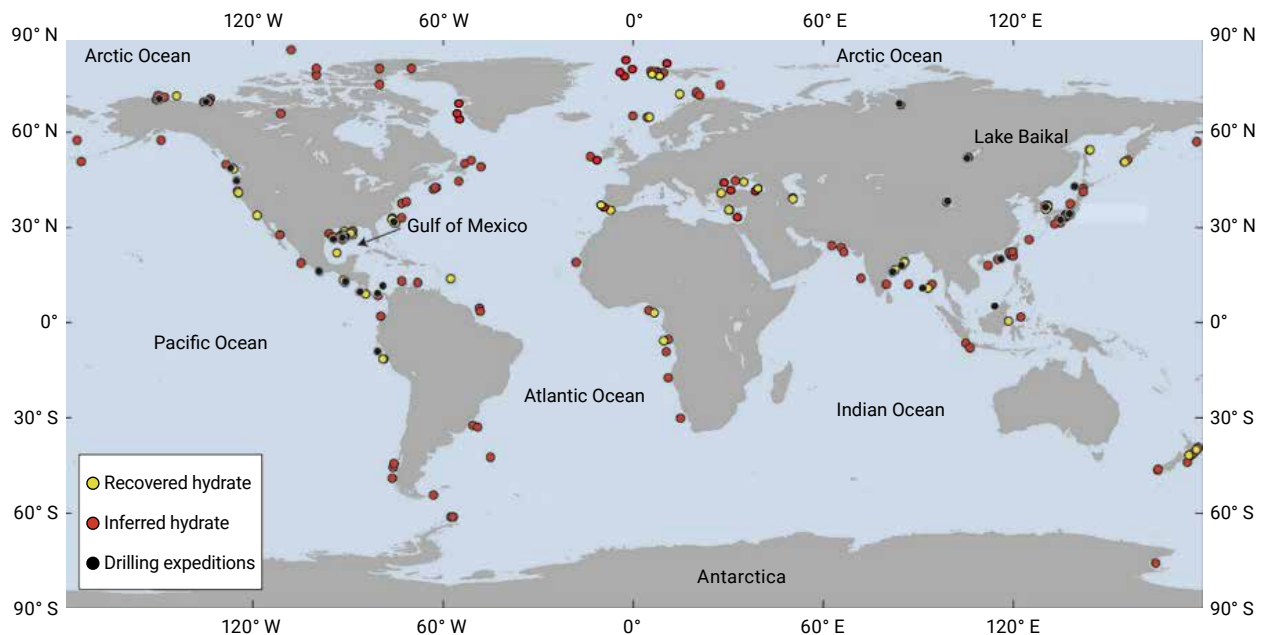 120° W 60° W 0° 60° E 120° E
90° N 90° N
Arctic Ocean Arctic Ocean
60° N Lake Baikal 60° N
30° N Gulf of Mexico 30° N
0° 0°
Pacific Ocean
Atlantic Ocean Indian Ocean
30° S 30° S
Recovered hydrate
Inferred hydrate
60° S 60° S
Drilling expeditions
Antarctica
90° S 90° S
120° W 60° W 0° 60° E 120° E